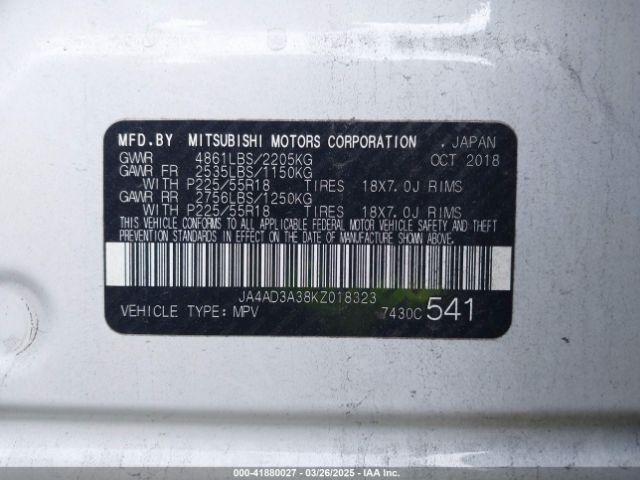 MFD.BY MITSUBISHI MOTORS CORPORATION , JAPAN
GVWR 4861LBS/2205KG OCT 2018
GAWR FR 2535LBS/1150KG
WITH P225/55R18 TIRES 18X7.0J RIMS
GAWR RR 2756LBS/1250KG
WITH P225/55R18 TIRES 18X7.0J RIMS
THIS VEHICLE CONFORMS TO ALL APPLICABLE FEDERAL MOTOR VEHICLE SAFETY AND THEFT
PREVENTION STANDARDS IN EFFECT ON THE DATE OF MANUFACTURE SHOWN ABOVE.
JA4AD3A38KZ018323
VEHICLE TYPE: MPV 7430C 541
000-41880027 - 03/26/2025 - IAA Inc.